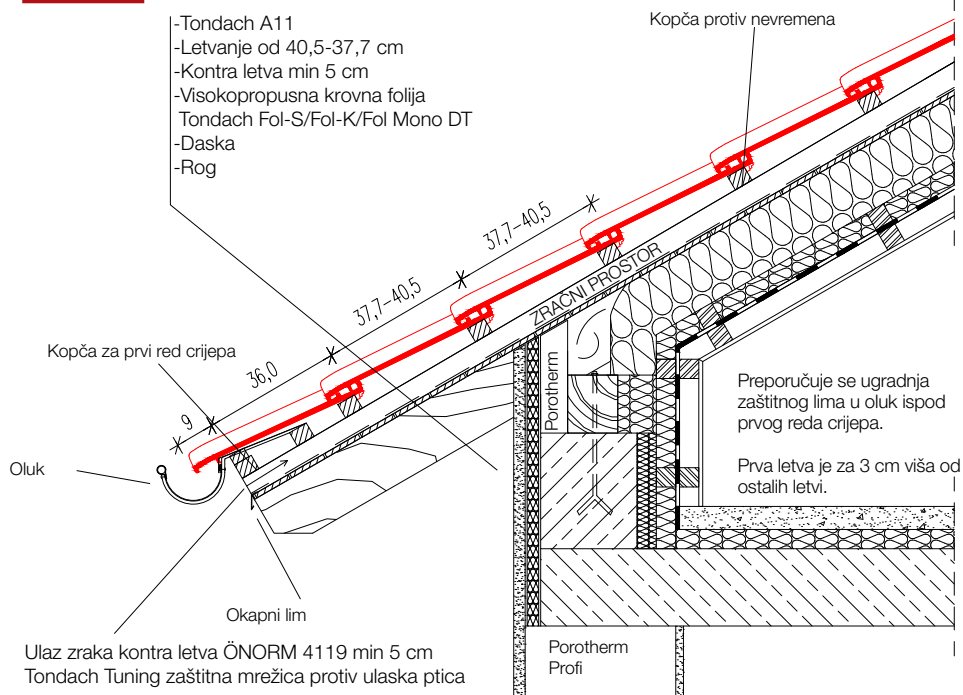 -Tondach A11
-Letvanje od 40,5-37,7 cm
-Kontra letva min 5 cm
-Visokopropusna krovna folija
Tondach Fol-S/Fol-K/Fol Mono DT
-Daska
-Rog
Kopča protiv nevremena
37,7-40,5
37,7-40,5
36,0
9
ZRAČNI PROSTOR
Kopča za prvi red crijepa
Oluk
Porotherm
Preporučuje se ugradnja
zaštitnog lima u oluk ispod
prvog reda crijepa.
Prva letva je za 3 cm viša od
ostalih letvi.
Okapni lim
Ulaz zraka kontra letva ÖNORM 4119 min 5 cm
Tondach Tuning zaštitna mrežica protiv ulaska ptica
Porotherm
Profi